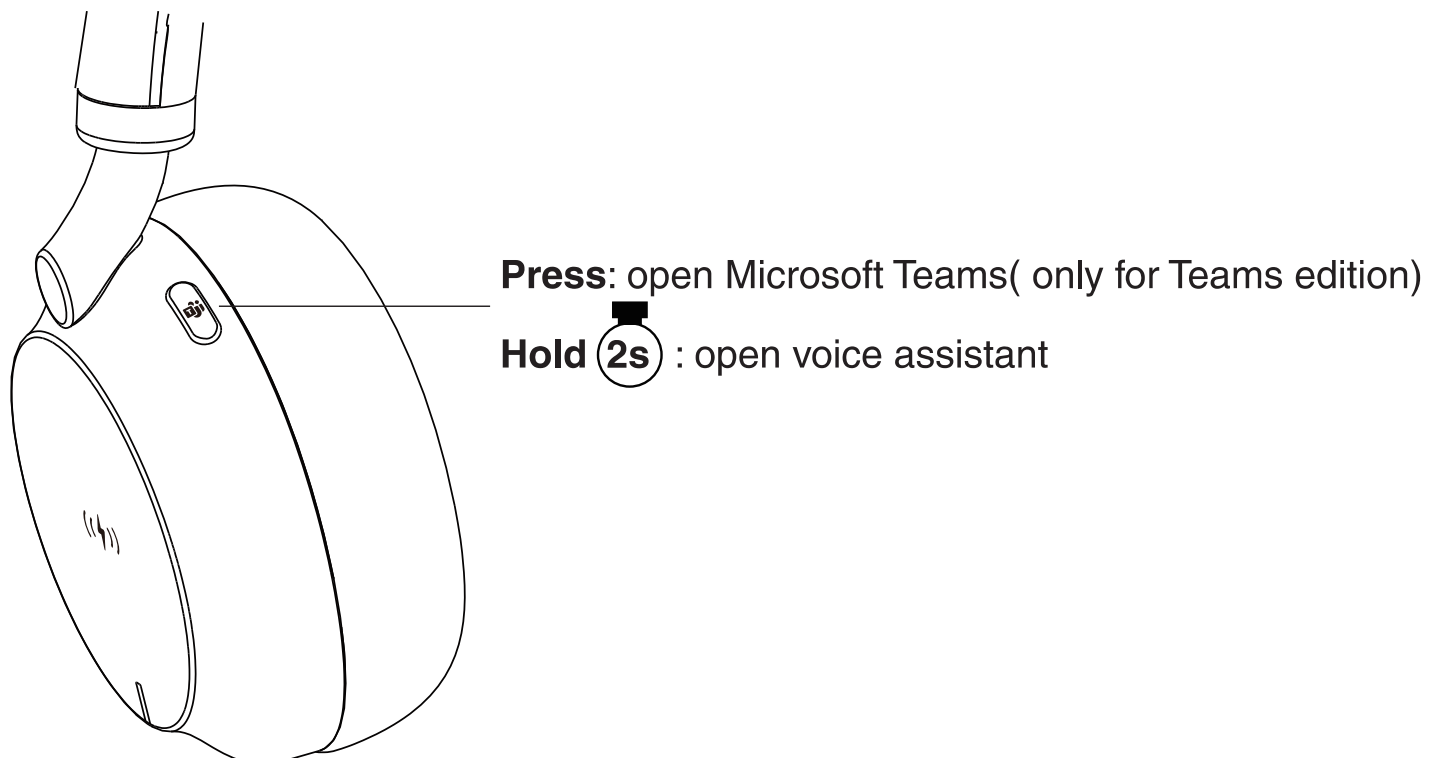 Press: open Microsoft Teams( only for Teams edition)
Hold 2s : open voice assistant